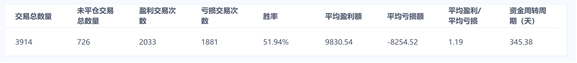 交易总数量 未平仓交易总数量 盈利交易次数 亏损交易次数 胜率 平均盈利额 平均亏损额 平均盈利/平均亏损 资金周转周期（天）
3914 726 2033 1881 51.94% 9830.54 -8254.52 1.19 345.38